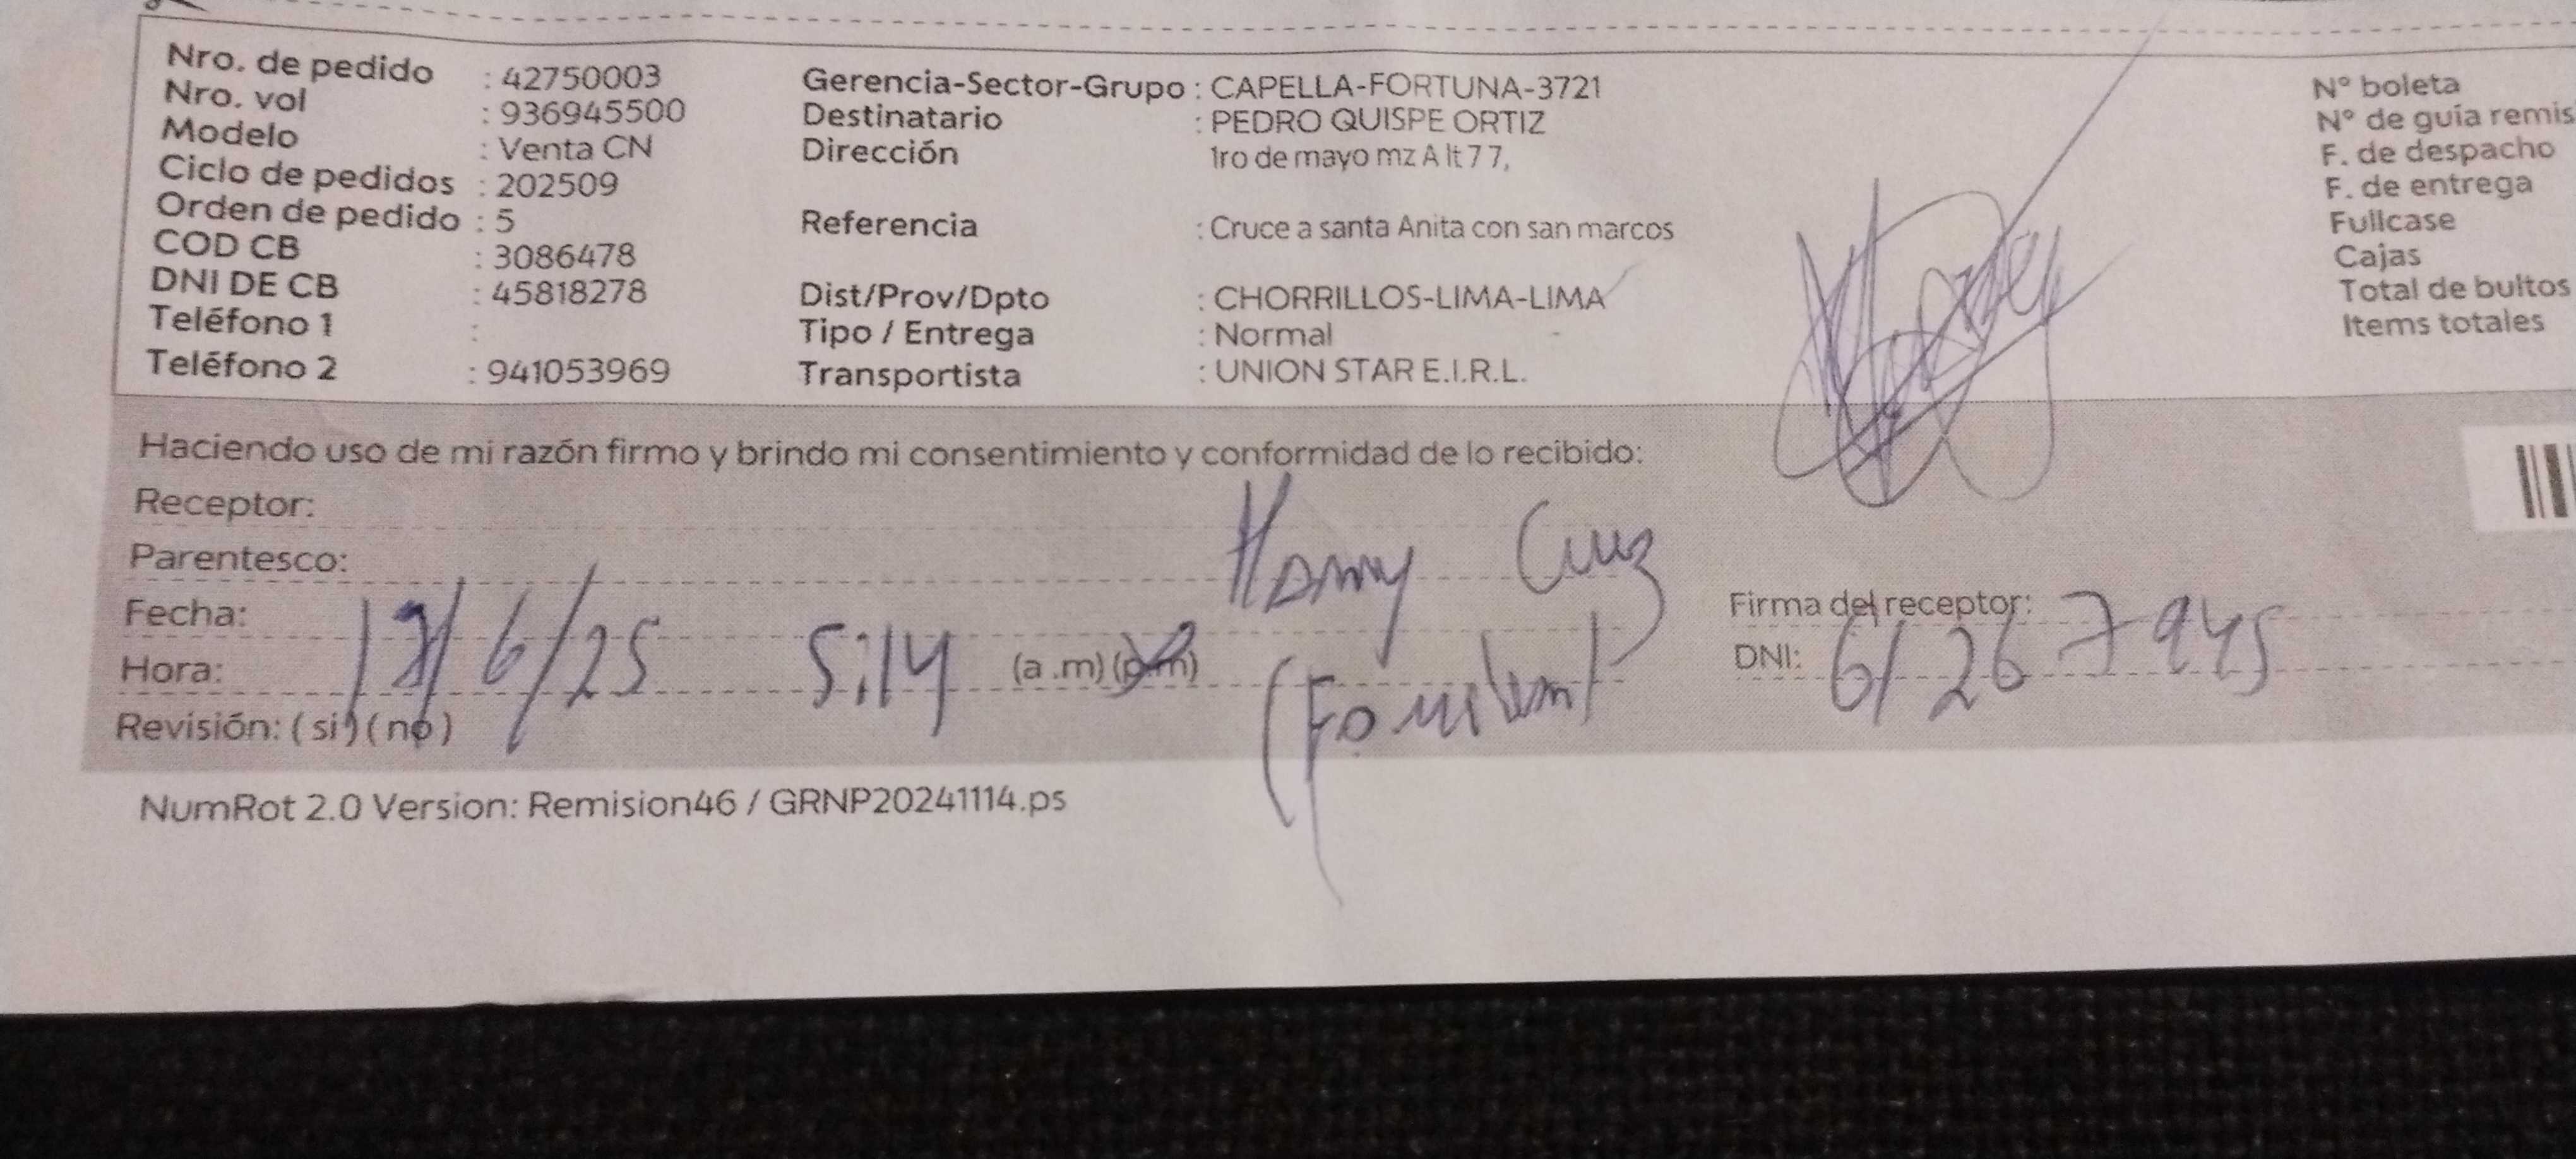 Nro. de pedido : 42750003
Nro. vol : 936945500
Modelo : Venta CN
Ciclo de pedidos : 202509
Orden de pedido : 5
COD CB : 3086478
DNI DE CB : 45818278
Teléfono 1 :
Teléfono 2 : 941053969
Gerencia-Sector-Grupo : CAPELLA-FORTUNA-3721
Destinatario : PEDRO QUISPE ORTIZ
Dirección 1ro de mayo mz A lt 7 7,
Referencia : Cruce a santa Anita con san marcos
Dist/Prov/Dpto : CHORRILLOS-LIMA-LIMA
Tipo / Entrega : Normal
Transportista : UNION STAR E.I.R.L.
N° boleta
N° de guía remis
F. de despacho
F. de entrega
Fullcase
Cajas
Total de bultos
Items totales
Haciendo uso de mi razón firmo y brindo mi consentimiento y conformidad de lo recibido:
Receptor:
Parentesco:
Cruz
Fecha: /6/25
Hora: 5:14 (a .m) (p.m)
Revisión: ( si ) ( no )
Firma del receptor:
DNI: 61267945
NumRot 2.0 Version: Remision46 / GRNP20241114.ps